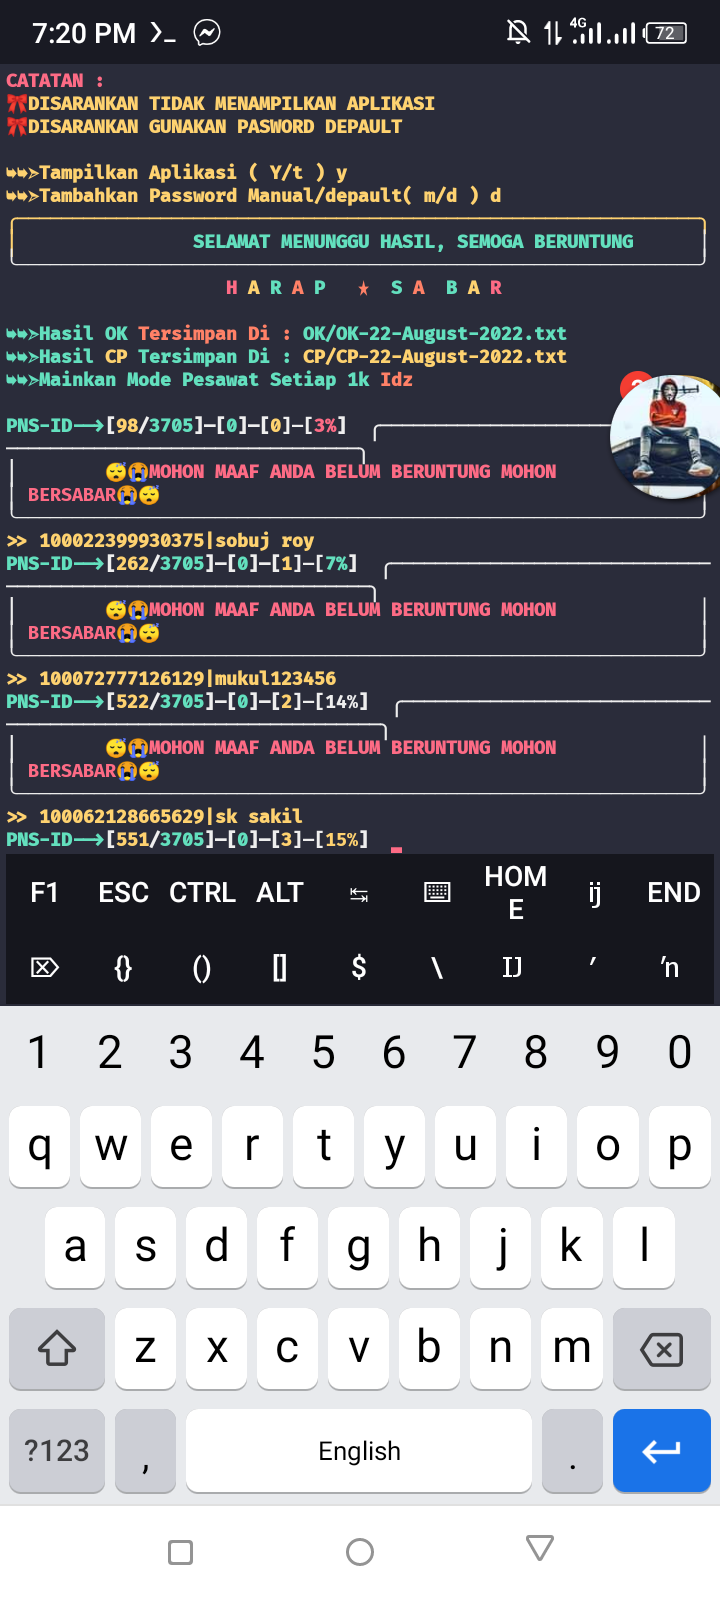 7:20 PM
4G
72
CATATAN :
🎀DISARANKAN TIDAK MENAMPILKAN APLIKASI
🎀DISARANKAN GUNAKAN PASWORD DEPAULT
Tampilkan Aplikasi ( Y/t ) y
Tambahkan Password Manual/depault( m/d ) d
SELAMAT MENUNGGU HASIL, SEMOGA BERUNTUNG
H A R A P ★ S A B A R
Hasil OK Tersimpan Di : OK/OK-22-August-2022.txt
Hasil CP Tersimpan Di : CP/CP-22-August-2022.txt
Mainkan Mode Pesawat Setiap 1k Idz
PNS-ID—>[98/3705]—[0]—[0]—[3%]
😴😭MOHON MAAF ANDA BELUM BERUNTUNG MOHON
BERSABAR😭😴
>> 100022399930375|sobuj roy
PNS-ID—>[262/3705]—[0]—[1]—[7%]
😴😭MOHON MAAF ANDA BELUM BERUNTUNG MOHON
BERSABAR😭😴
>> 100072777126129|mukul123456
PNS-ID—>[522/3705]—[0]—[2]—[14%]
😴😭MOHON MAAF ANDA BELUM BERUNTUNG MOHON
BERSABAR😭😴
>> 100062128665629|sk sakil
PNS-ID—>[551/3705]—[0]—[3]—[15%]
F1 ESC CTRL ALT ↹ ⌨ HOME ĳ END
⌦ {} () [] $ \ Ĳ ′ ŉ
1 2 3 4 5 6 7 8 9 0
q w e r t y u i o p
a s d f g h j k l
z x c v b n m
?123 , English .